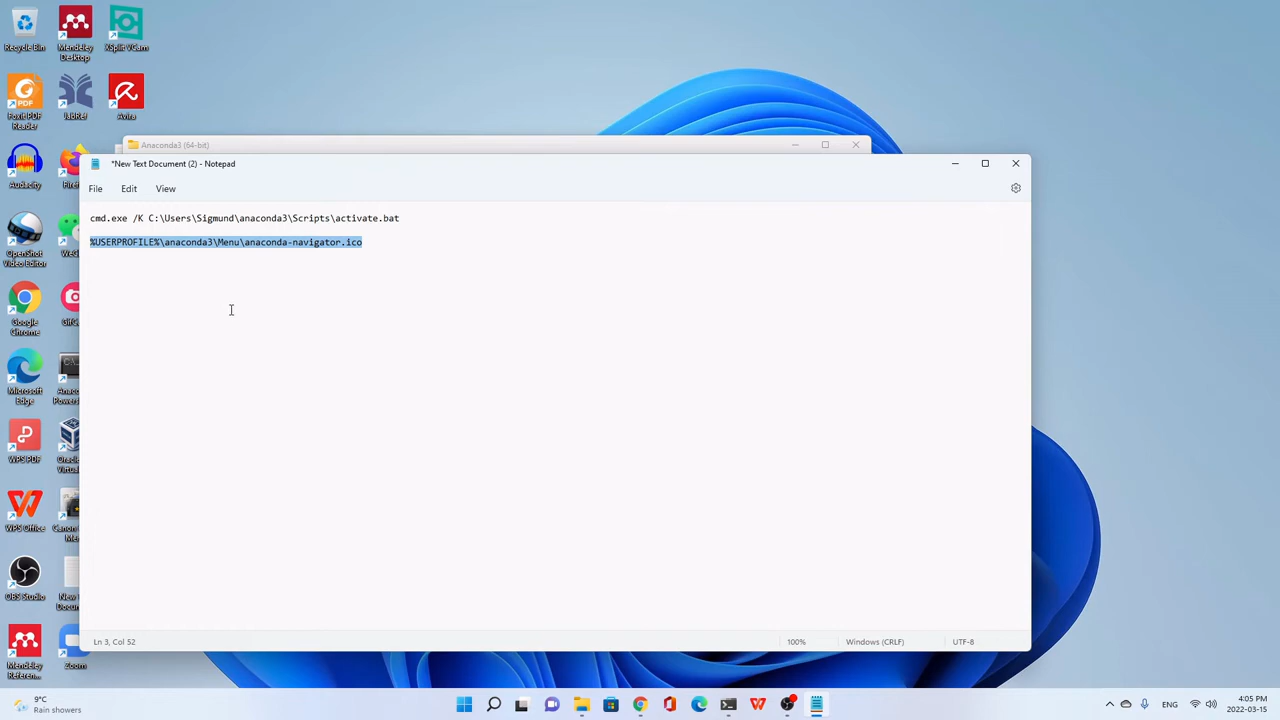 Recycle Bin
Mendeley Desktop
XSplit VCam
Foxit PDF Reader
JabRef
Avira
Audacity
OpenShot Video Editor
Google Chrome
Microsoft Edge
WPS PDF
WPS Office
OBS Studio
Mendeley Referen...
Zoom
Anaconda3 (64-bit)
*New Text Document (2) - Notepad
File Edit View
cmd.exe /K C:\Users\Sigmund\anaconda3\Scripts\activate.bat
%USERPROFILE%\anaconda3\Menu\anaconda-navigator.ico
Ln 3, Col 52
100%
Windows (CRLF)
UTF-8
9°C
Rain showers
ENG
4:05 PM
2022-03-15